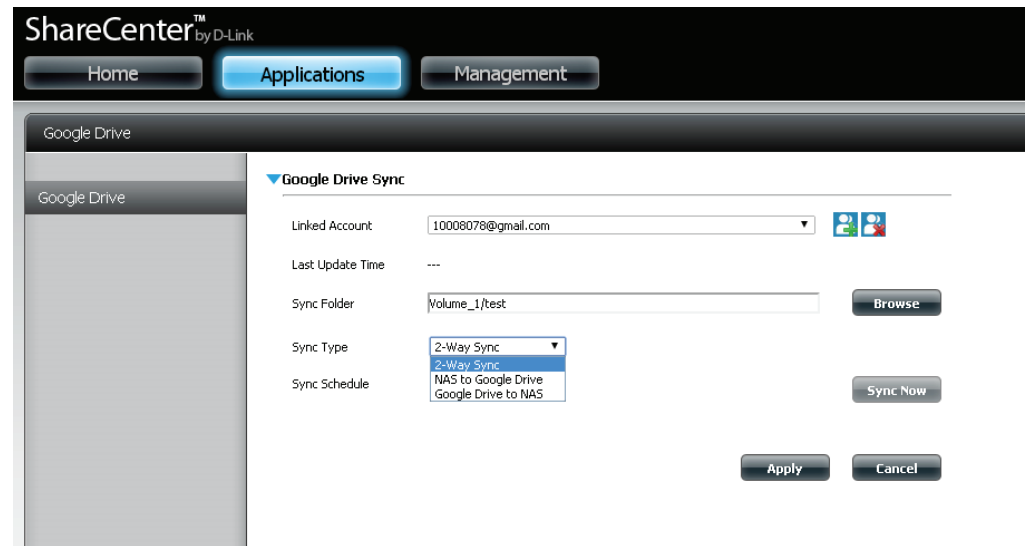 ShareCenter™ by D-Link
Home Applications Management
Google Drive
Google Drive
Google Drive Sync
Linked Account 10008078@gmail.com
Last Update Time ---
Sync Folder Volume_1/test Browse
Sync Type 2-Way Sync
2-Way Sync
NAS to Google Drive
Sync Schedule Google Drive to NAS Sync Now
Apply Cancel